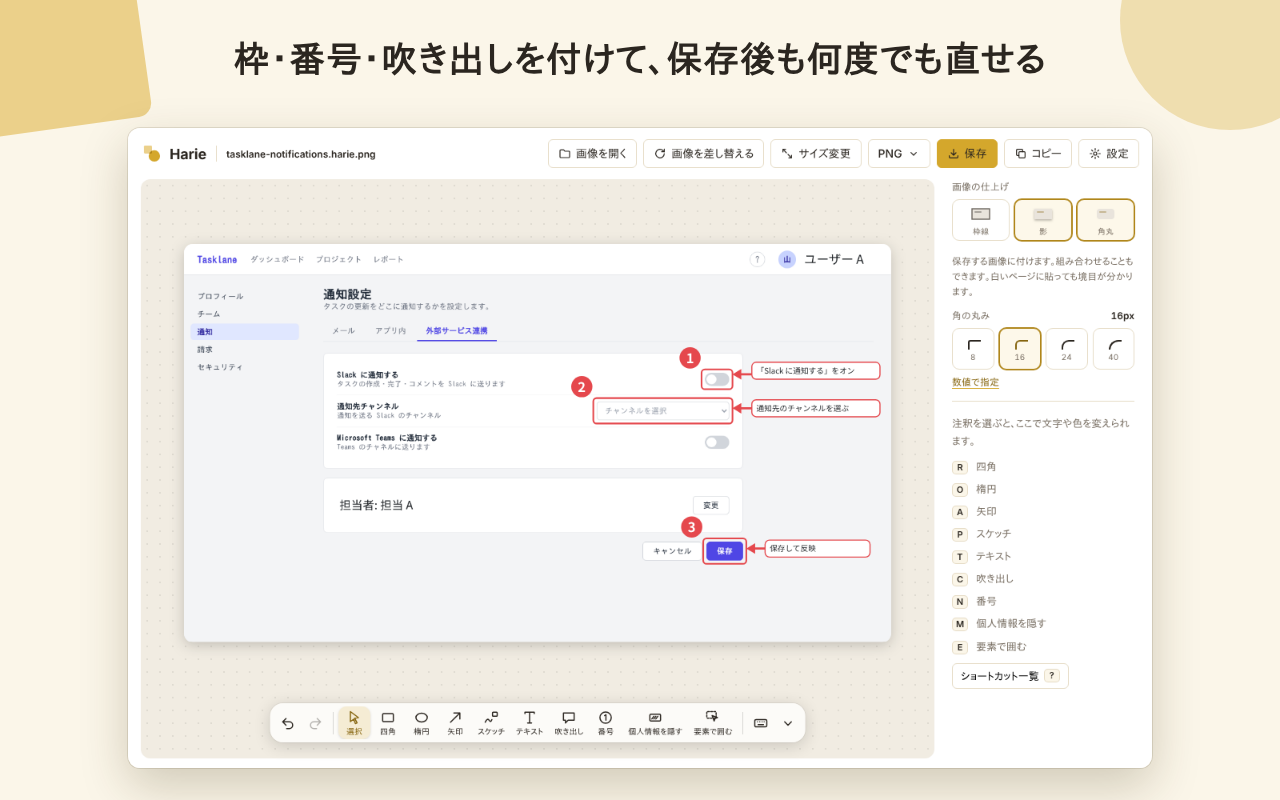 枠・番号・吹き出しを付けて、保存後も何度でも直せる
Harie
tasklane-notifications.harie.png
画像を開く
画像を差し替える
サイズ変更
PNG
保存
コピー
設定
Tasklane
ダッシュボード
プロジェクト
レポート
?
山
ユーザー A
プロフィール
チーム
通知
請求
セキュリティ
通知設定
タスクの更新をどこに通知するかを設定します。
メール
アプリ内
外部サービス連携
1
Slack に通知する
タスクの作成・完了・コメントを Slack に送ります
「Slack に通知する」をオン
2
通知先チャンネル
通知を送る Slack のチャンネル
チャンネルを選択
通知先のチャンネルを選ぶ
Microsoft Teams に通知する
Teams のチャネルに送ります
担当者: 担当 A
変更
3
キャンセル
保存
保存して反映
選択
四角
楕円
矢印
スケッチ
テキスト
吹き出し
1
番号
個人情報を隠す
要素で囲む
画像の仕上げ
枠線
影
角丸
保存する画像に付けます。組み合わせることも
できます。白いページに貼っても境目が分かり
ます。
角の丸み
16px
8
16
24
40
数値で指定
注釈を選ぶと、ここで文字や色を変えられ
ます。
R 四角
O 楕円
A 矢印
P スケッチ
T テキスト
C 吹き出し
N 番号
M 個人情報を隠す
E 要素で囲む
ショートカット一覧 ?